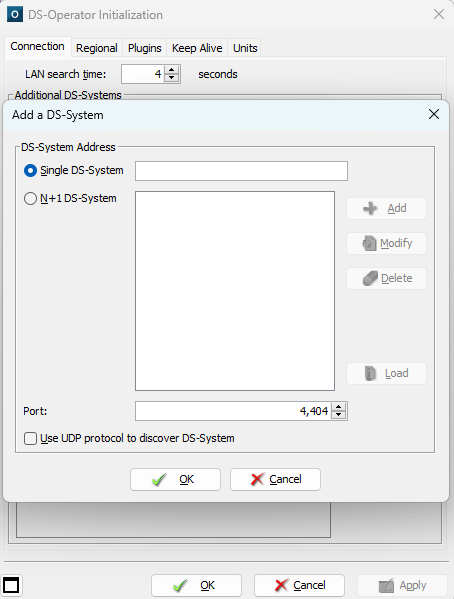 DS-Operator Initialization
Connection Regional Plugins Keep Alive Units
LAN search time: 4 seconds
Additional DS-Systems
Add a DS-System
DS-System Address
Single DS-System
N+1 DS-System
Add
Modify
Delete
Load
Port: 4,404
Use UDP protocol to discover DS-System
OK Cancel
OK Cancel Apply